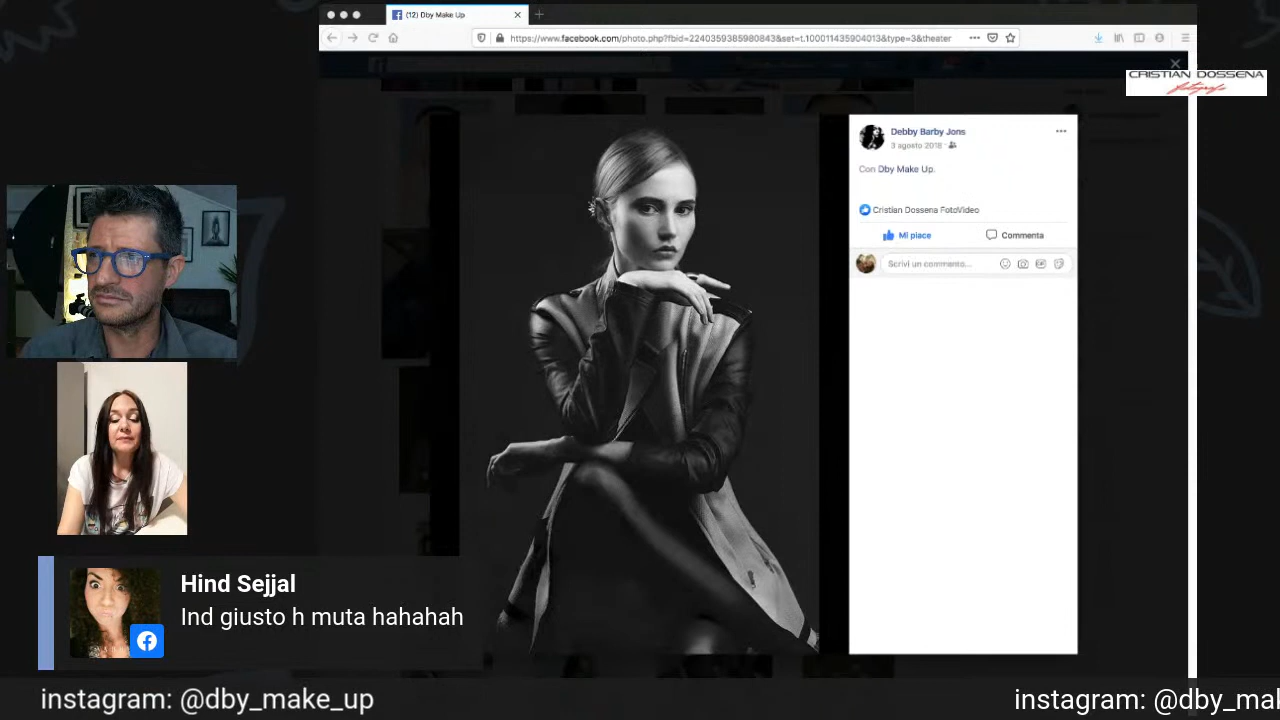 (12) Dby Make Up
https://www.facebook.com/photo.php?fbid=2240359385980843&set=t.100011435904013&type=3&theater
CRISTIAN DOSSENA
fotografo
Debby Barby Jons
3 agosto 2018
Con Dby Make Up.
Cristian Dossena FotoVideo
Mi piace
Commenta
Scrivi un commento...
Hind Sejjal
Ind giusto h muta hahahah
instagram: @dby_make_up
instagram: @dby_mal